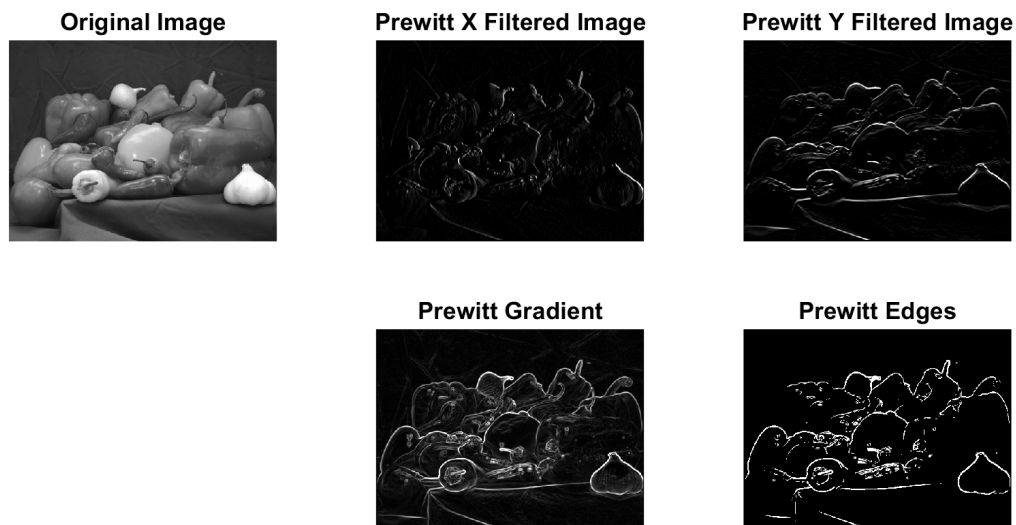 Original Image
Prewitt X Filtered Image
Prewitt Y Filtered Image
Prewitt Gradient
Prewitt Edges